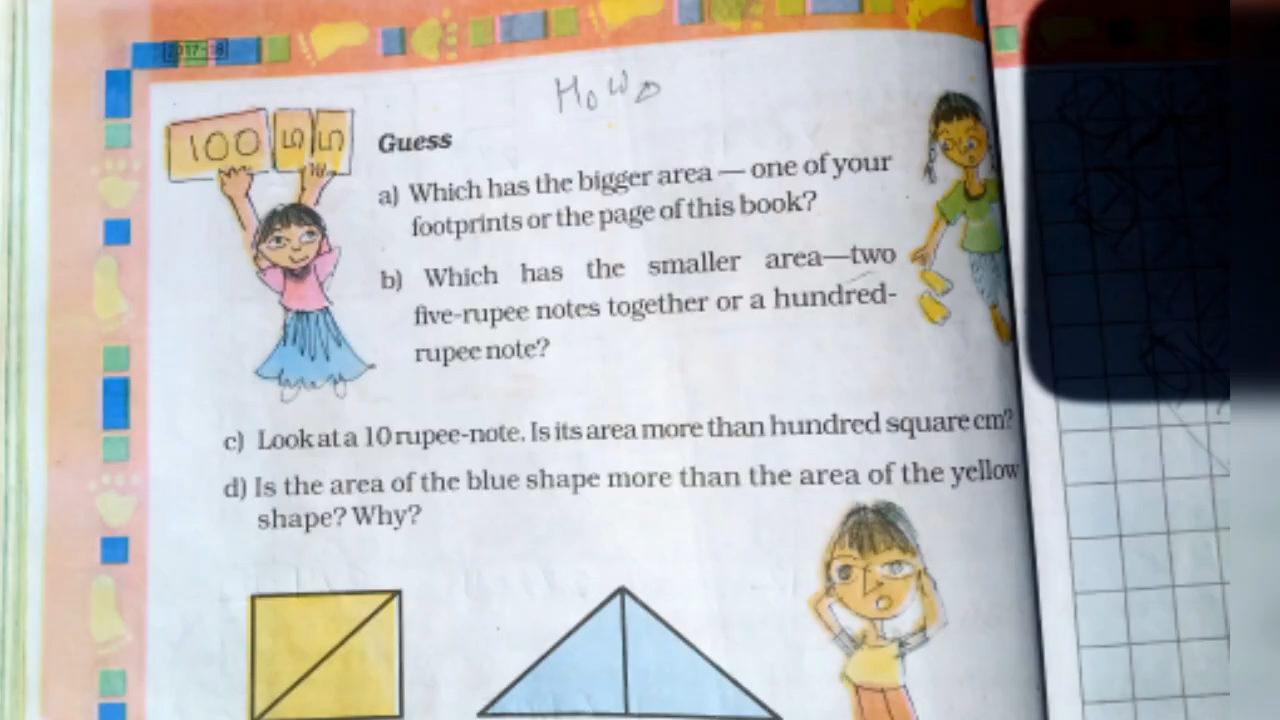 2017-18
HOWD
100 5 5
Guess
a) Which has the bigger area — one of your
footprints or the page of this book?
b) Which has the smaller area—two
five-rupee notes together or a hundred-
rupee note?
c) Look at a 10 rupee-note. Is its area more than hundred square cm?
d) Is the area of the blue shape more than the area of the yellow
shape? Why?